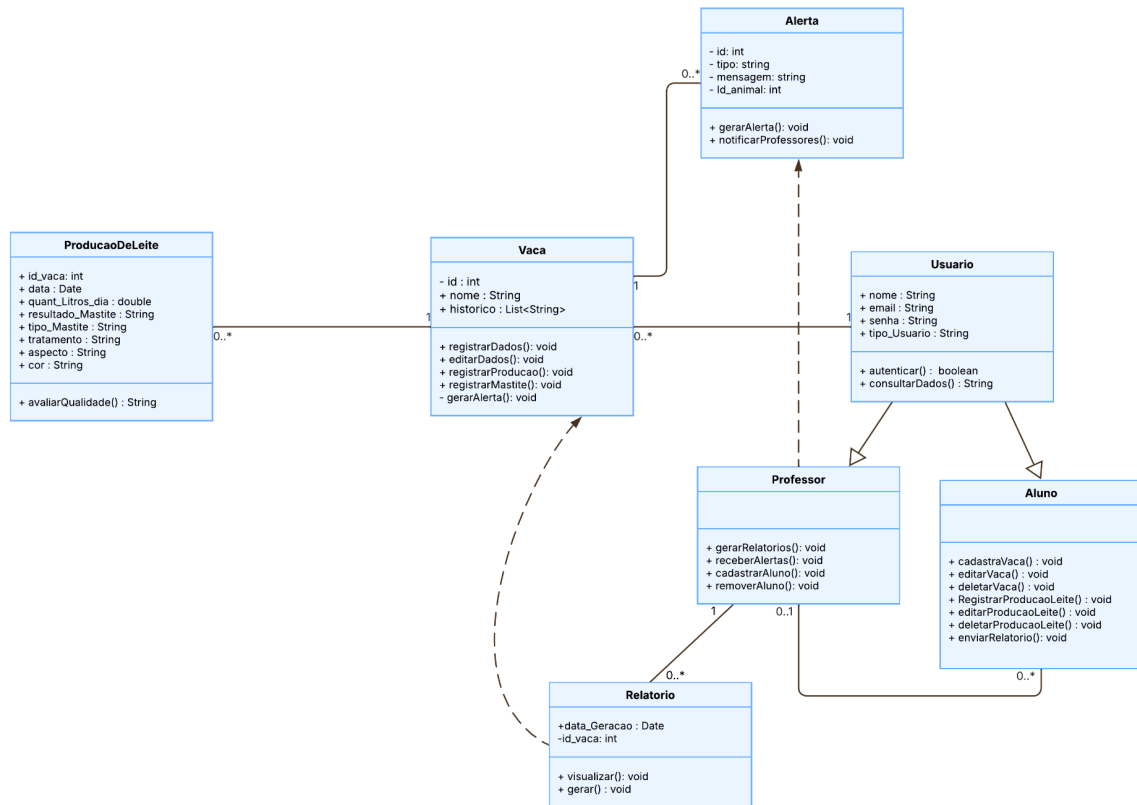 Alerta
- id: int
- tipo: string
- mensagem: string
- Id_animal: int
+ gerarAlerta(): void
+ notificarProfessores(): void
0..*
1
ProducaoDeLeite
+ id_vaca: int
+ data : Date
+ quant_Litros_dia : double
+ resultado_Mastite : String
+ tipo_Mastite : String
+ tratamento : String
+ aspecto : String
+ cor : String
+ avaliarQualidade() : String
0..*
1
Vaca
- id : int
+ nome : String
+ historico : List<String>
+ registrarDados(): void
+ editarDados(): void
+ registrarProducao(): void
+ registrarMastite(): void
- gerarAlerta(): void
0..*
1
Usuario
+ nome : String
+ email : String
+ senha : String
+ tipo_Usuario : String
+ autenticar() :  boolean
+ consultarDados() : String
Professor
+ gerarRelatorios(): void
+ receberAlertas(): void
+ cadastrarAluno(): void
+ removerAluno(): void
1
0..1
Aluno
+ cadastraVaca() : void
+ editarVaca() : void
+ deletarVaca() : void
+ RegistrarProducaoLeite() : void
+ editarProducaoLeite() : void
+ deletarProducaoLeite() : void
+ enviarRelatorio(): void
0..*
0..*
Relatorio
+data_Geracao : Date
-id_vaca: int
+ visualizar(): void
+ gerar() : void